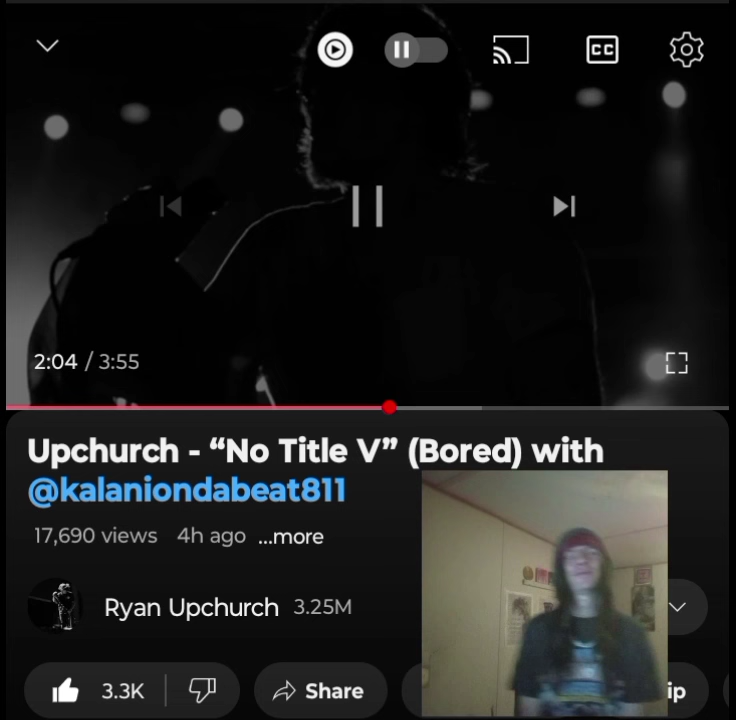 CC
2:04 / 3:55
Upchurch - “No Title V” (Bored) with
@kalaniondabeat811
17,690 views 4h ago ...more
Ryan Upchurch 3.25M
3.3K Share ip